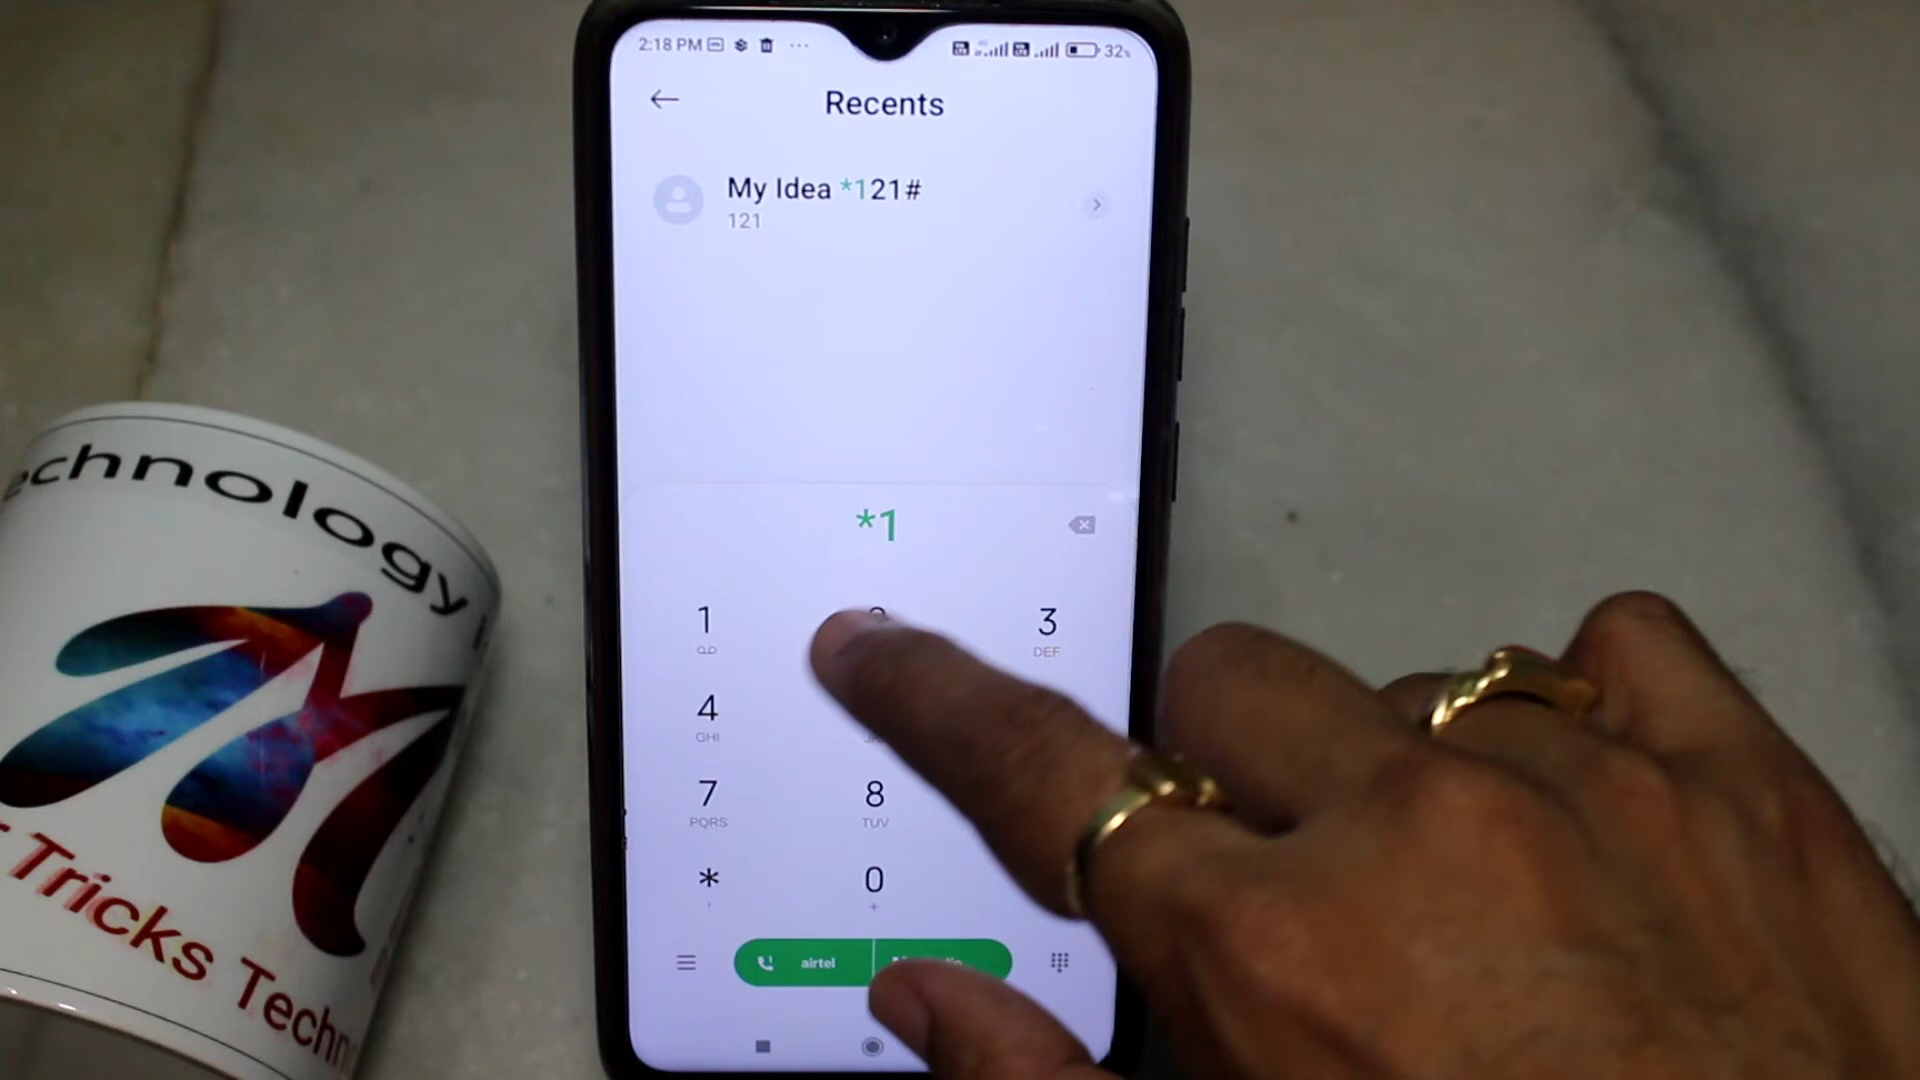 2:18 PM
32%
Recents
My Idea *121#
121
*1
1
3
DEF
4
GHI
7
PQRS
8
TUV
*
0
+
airtel
echnology
M
Tricks Techn